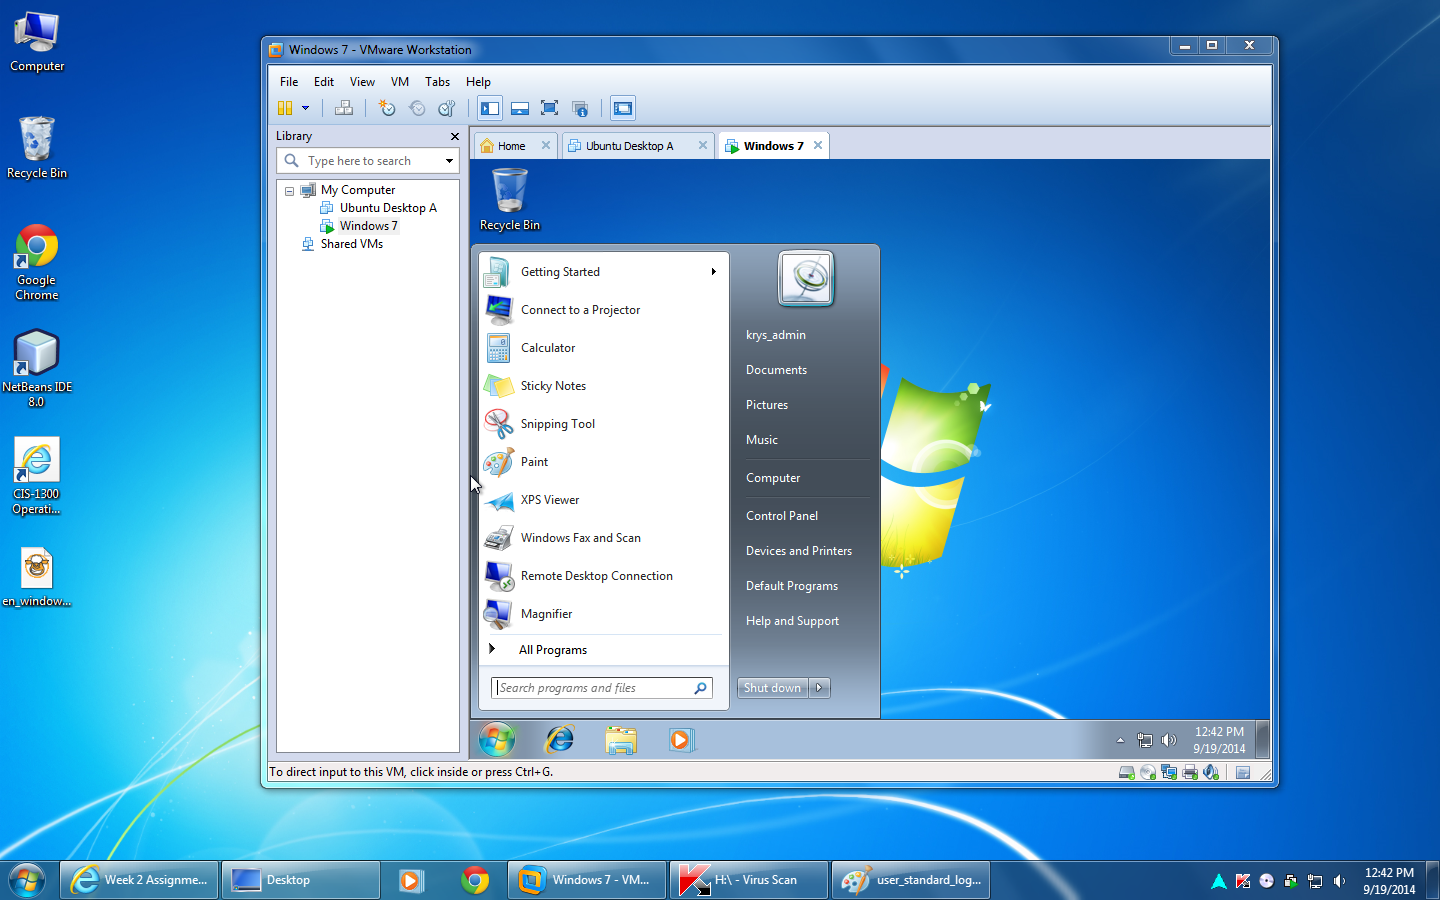 Computer
Recycle Bin
Google
Chrome
NetBeans IDE
8.0
CIS-1300
Operati...
en_window...
Windows 7 - VMware Workstation
File Edit View VM Tabs Help
Library
Type here to search
My Computer
Ubuntu Desktop A
Windows 7
Shared VMs
Home
Ubuntu Desktop A
Windows 7
Recycle Bin
Getting Started
Connect to a Projector
Calculator
Sticky Notes
Snipping Tool
Paint
XPS Viewer
Windows Fax and Scan
Remote Desktop Connection
Magnifier
All Programs
Search programs and files
krys_admin
Documents
Pictures
Music
Computer
Control Panel
Devices and Printers
Default Programs
Help and Support
Shut down
12:42 PM
9/19/2014
To direct input to this VM, click inside or press Ctrl+G.
Week 2 Assignme...
Desktop
Windows 7 - VM...
H:\ - Virus Scan
user_standard_log...
12:42 PM
9/19/2014